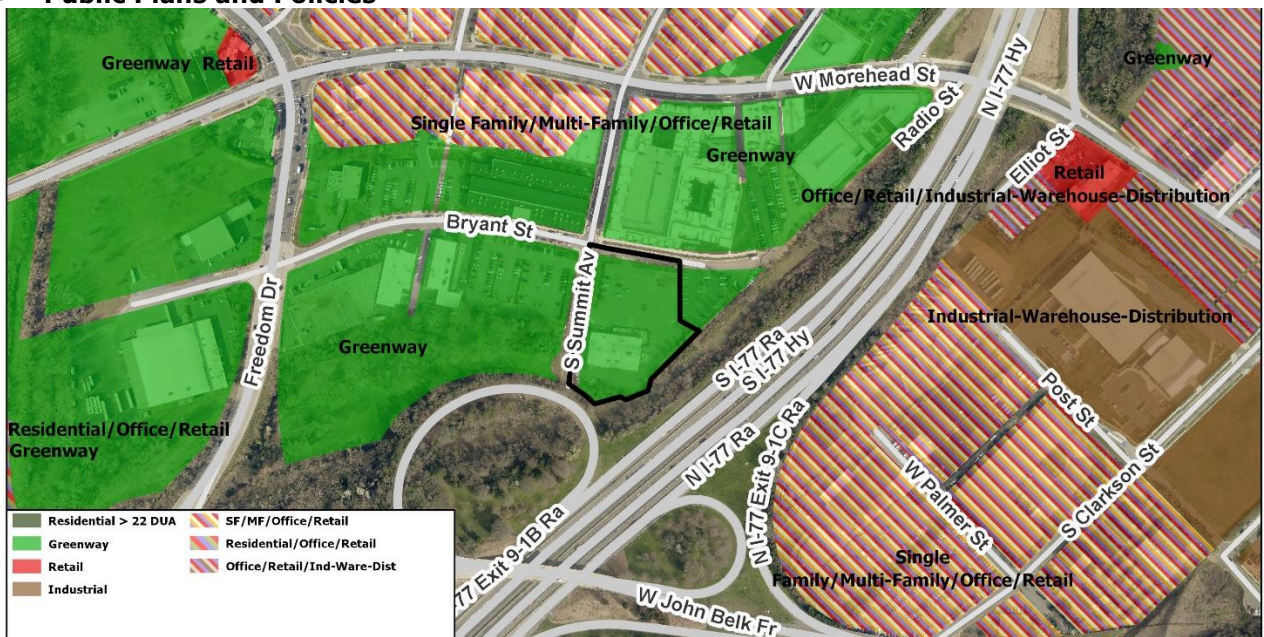 Public Plans and Policies
Greenway
Retail
W Morehead St
Radio St
N I-77 Hy
Greenway
Single Family/Multi-Family/Office/Retail
Greenway
Elliot St
Retail
Office/Retail/Industrial-Warehouse-Distribution
Bryant St
S Summit Av
Freedom Dr
Greenway
S I-77 Ra
S I-77 Hy
Industrial-Warehouse-Distribution
Residential/Office/Retail
Greenway
N I-77 Ra
N I-77 Exit 9-1C Ra
Post St
W Palmer St
S Clarkson St
77 Exit 9-1B Ra
W John Belk Fr
Single
Family/Multi-Family/Office/Retail
Residential > 22 DUA
Greenway
Retail
Industrial
SF/MF/Office/Retail
Residential/Office/Retail
Office/Retail/Ind-Ware-Dist